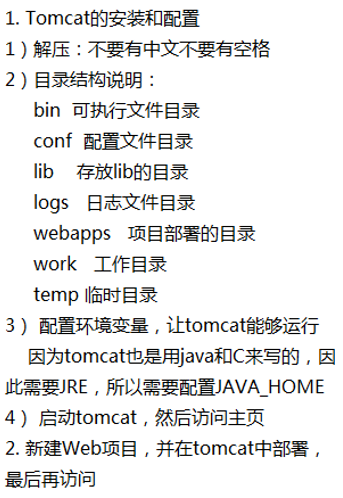 1. Tomcat的安装和配置
1）解压：不要有中文不要有空格
2）目录结构说明：
bin 可执行文件目录
conf 配置文件目录
lib 存放lib的目录
logs 日志文件目录
webapps 项目部署的目录
work 工作目录
temp 临时目录
3） 配置环境变量，让tomcat能够运行
因为tomcat也是用java和C来写的，因
此需要JRE，所以需要配置JAVA_HOME
4） 启动tomcat，然后访问主页
2. 新建Web项目，并在tomcat中部署，
最后再访问